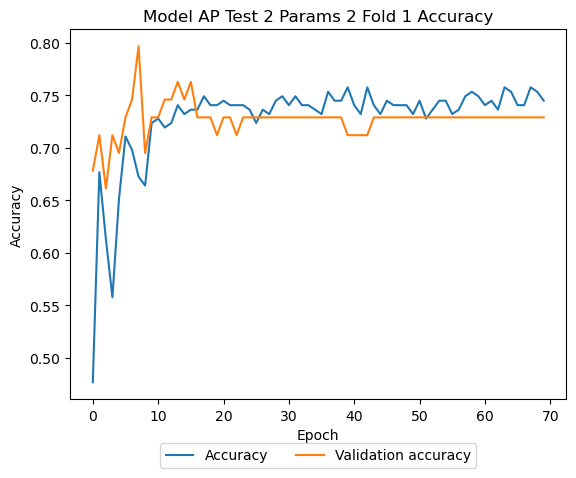 Model AP Test 2 Params 2 Fold 1 Accuracy
0.80
0.75
0.70
0.65
0.60
0.55
0.50
Accuracy
0 10 20 30 40 50 60 70
Epoch
Accuracy Validation accuracy